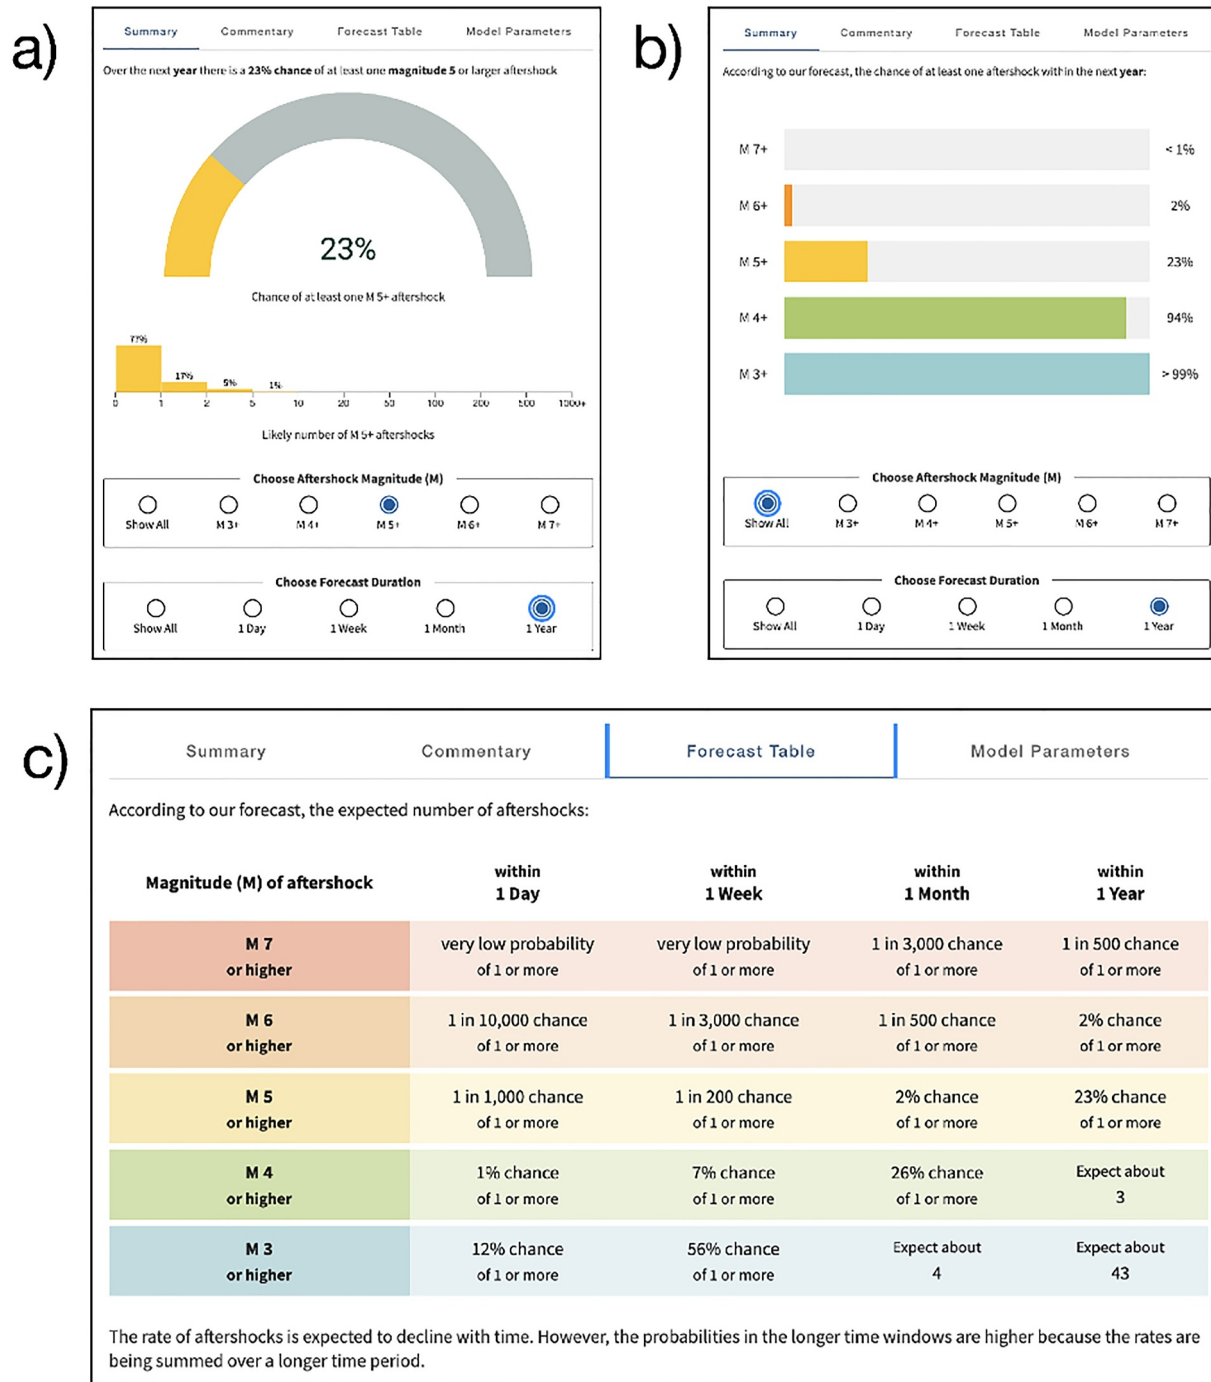 a)
Summary Commentary Forecast Table Model Parameters
Over the next year there is a 23% chance of at least one magnitude 5 or larger aftershock
23%
Chance of at least one M 5+ aftershock
77% 17% 5% 1%
0 1 2 5 10 20 50 100 200 500 1000+
Likely number of M 5+ aftershocks
Choose Aftershock Magnitude (M)
Show All M 3+ M 4+ M 5+ M 6+ M 7+
Choose Forecast Duration
Show All 1 Day 1 Week 1 Month 1 Year
b)
Summary Commentary Forecast Table Model Parameters
According to our forecast, the chance of at least one aftershock within the next year:
M 7+ < 1%
M 6+ 2%
M 5+ 23%
M 4+ 94%
M 3+ > 99%
Choose Aftershock Magnitude (M)
Show All M 3+ M 4+ M 5+ M 6+ M 7+
Choose Forecast Duration
Show All 1 Day 1 Week 1 Month 1 Year
c)
Summary Commentary Forecast Table Model Parameters
According to our forecast, the expected number of aftershocks:
Magnitude (M) of aftershock within 1 Day within 1 Week within 1 Month within 1 Year
M 7 very low probability very low probability 1 in 3,000 chance 1 in 500 chance
or higher of 1 or more of 1 or more of 1 or more of 1 or more
M 6 1 in 10,000 chance 1 in 3,000 chance 1 in 500 chance 2% chance
or higher of 1 or more of 1 or more of 1 or more of 1 or more
M 5 1 in 1,000 chance 1 in 200 chance 2% chance 23% chance
or higher of 1 or more of 1 or more of 1 or more of 1 or more
M 4 1% chance 7% chance 26% chance Expect about
or higher of 1 or more of 1 or more of 1 or more 3
M 3 12% chance 56% chance Expect about Expect about
or higher of 1 or more of 1 or more 4 43
The rate of aftershocks is expected to decline with time. However, the probabilities in the longer time windows are higher because the rates are
being summed over a longer time period.